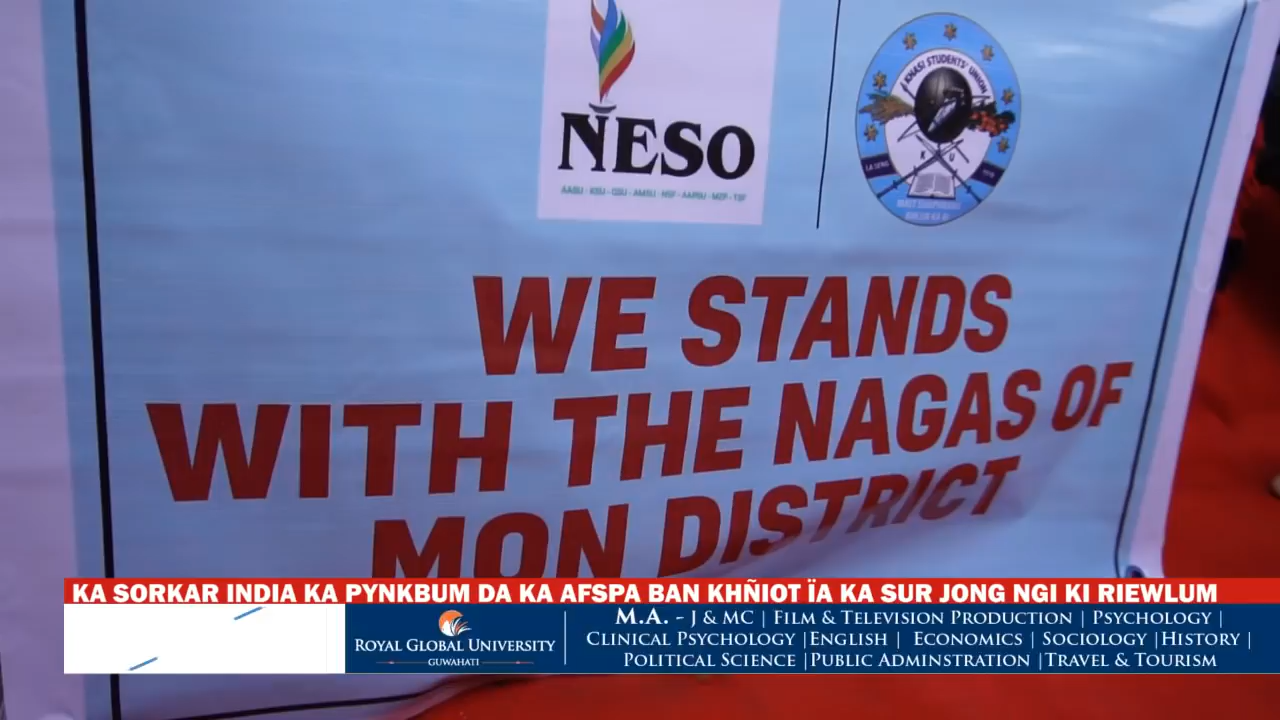 NESO
AASU - KSU - GSU - AMSU - NSF - AAPSU - MZP - TSF
KHASI STUDENTS' UNION
K U
WE STANDS
WITH THE NAGAS OF
MON DISTRICT
KA SORKAR INDIA KA PYNKBUM DA KA AFSPA BAN KHÑIOT ÏA KA SUR JONG NGI KI RIEWLUM
ROYAL GLOBAL UNIVERSITY
GUWAHATI
M.A. - J & MC | FILM & TELEVISION PRODUCTION | PSYCHOLOGY |
CLINICAL PSYCHOLOGY |ENGLISH | ECONOMICS | SOCIOLOGY |HISTORY |
POLITICAL SCIENCE |PUBLIC ADMINSTRATION |TRAVEL & TOURISM